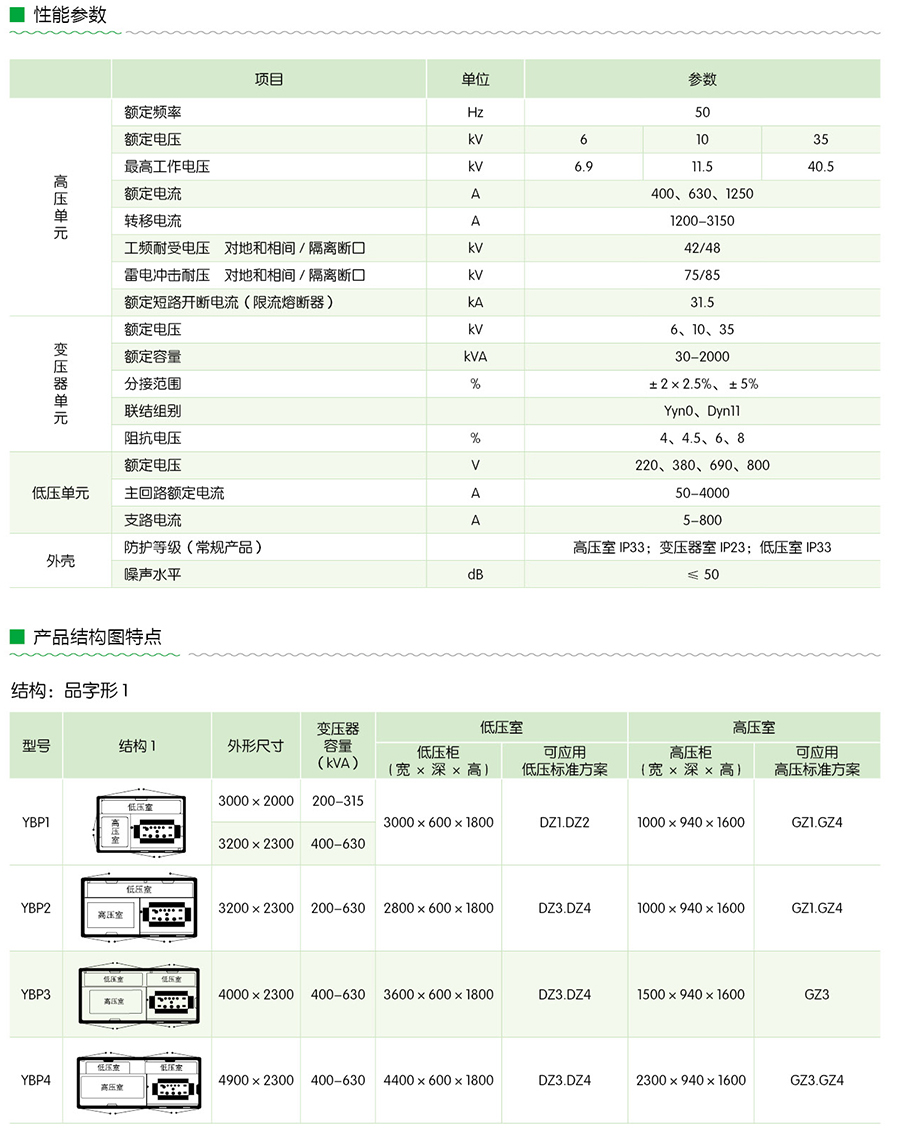 性能参数
项目 单位 参数
高压单元
额定频率 Hz 50
额定电压 kV 6 10 35
最高工作电压 kV 6.9 11.5 40.5
额定电流 A 400、630、1250
转移电流 A 1200-3150
工频耐受电压 对地和相间/隔离断口 kV 42/48
雷电冲击耐压 对地和相间/隔离断口 kV 75/85
额定短路开断电流(限流熔断器) kA 31.5
变压器单元
额定电压 kV 6、10、35
额定容量 kVA 30-2000
分接范围 % ±2×2.5%、±5%
联结组别 Yyn0、Dyn11
阻抗电压 % 4、4.5、6、8
低压单元
额定电压 V 220、380、690、800
主回路额定电流 A 50-4000
支路电流 A 5-800
外壳
防护等级(常规产品) 高压室IP33;变压器室IP23;低压室IP33
噪声水平 dB ≤50
产品结构图特点
结构:品字形1
型号 结构1 外形尺寸 变压器容量(kVA) 低压室 高压室
低压柜(宽×深×高) 可应用低压标准方案 高压柜(宽×深×高) 可应用高压标准方案
YBP1 低压室 高压室 3000×2000 200-315 3000×600×1800 DZ1.DZ2 1000×940×1600 GZ1.GZ4
3200×2300 400-630
YBP2 低压室 高压室 3200×2300 200-630 2800×600×1800 DZ3.DZ4 1000×940×1600 GZ1.GZ4
YBP3 低压室 低压室 高压室 4000×2300 400-630 3600×600×1800 DZ3.DZ4 1500×940×1600 GZ3
YBP4 低压室 低压室 高压室 4900×2300 400-630 4400×600×1800 DZ3.DZ4 2300×940×1600 GZ3.GZ4